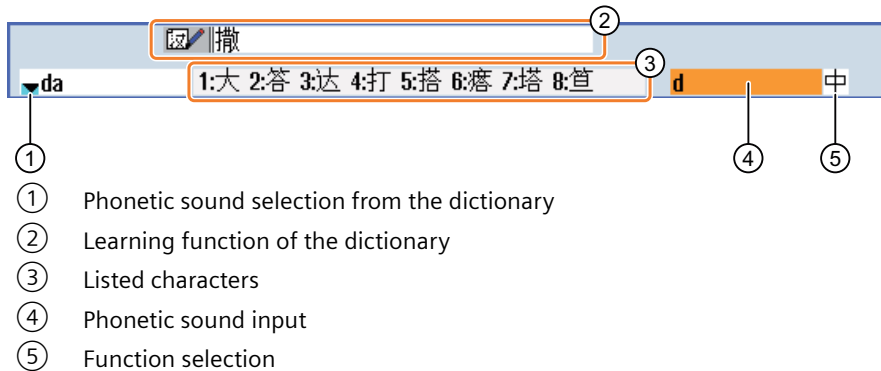 撒
②
③
da 1:大 2:答 3:达 4:打 5:搭 6:瘩 7:塔 8:笪 d 中
① ④ ⑤
① Phonetic sound selection from the dictionary
② Learning function of the dictionary
③ Listed characters
④ Phonetic sound input
⑤ Function selection